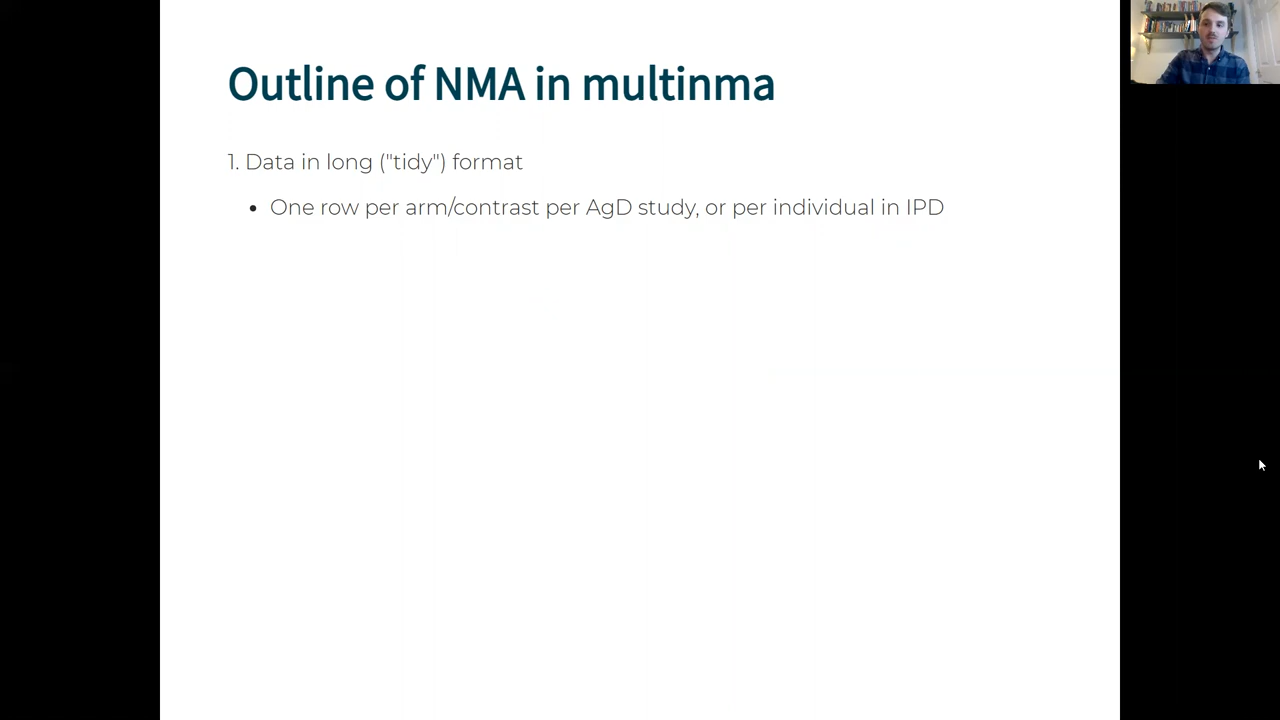 Outline of NMA in multinma
1. Data in long ("tidy") format
• One row per arm/contrast per AgD study, or per individual in IPD